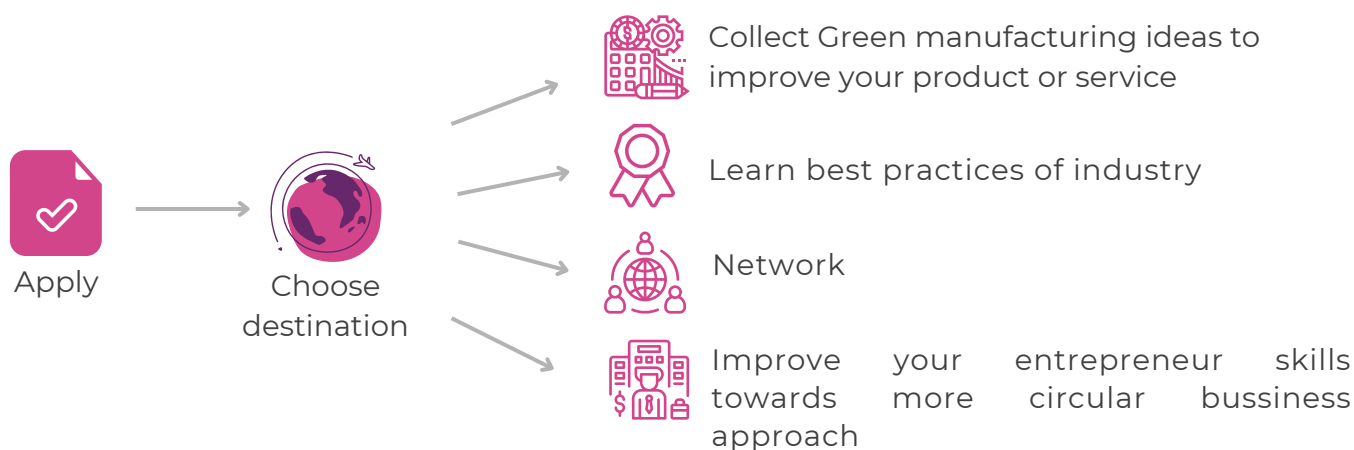 Apply
Choose
destination
Collect Green manufacturing ideas to
improve your product or service
Learn best practices of industry
Network
Improve your entrepreneur skills
towards more circular bussiness
approach